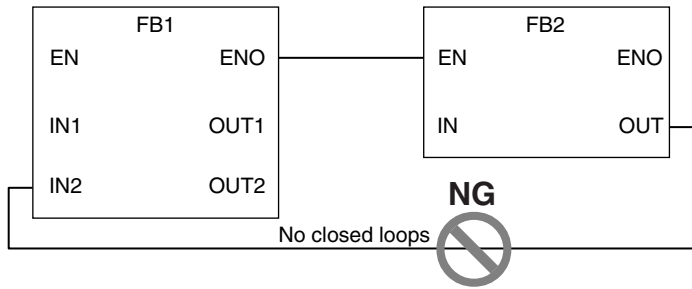 FB1
EN ENO
IN1 OUT1
IN2 OUT2
FB2
EN ENO
IN OUT
NG
No closed loops